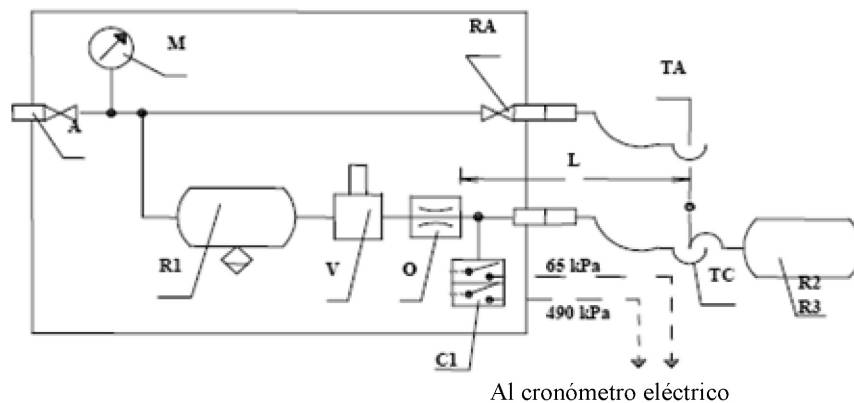 M
RA
TA
A
L
R1
V
O
65 kPa
TC
R2
R3
490 kPa
C1
Al cronómetro eléctrico